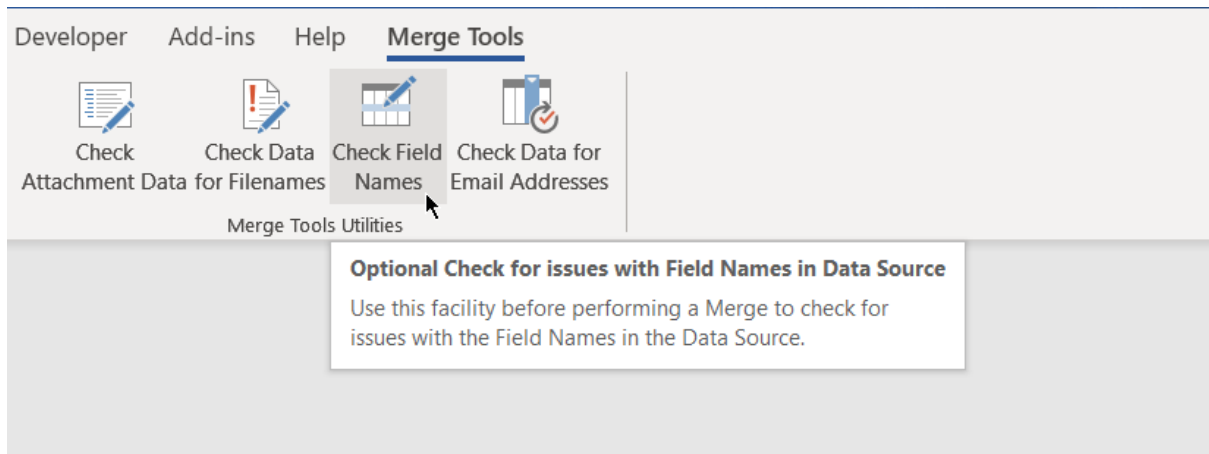 Developer Add-ins Help Merge Tools
Check Check Data Check Field Check Data for
Attachment Data for Filenames Names Email Addresses
Merge Tools Utilities
Optional Check for issues with Field Names in Data Source
Use this facility before performing a Merge to check for
issues with the Field Names in the Data Source.